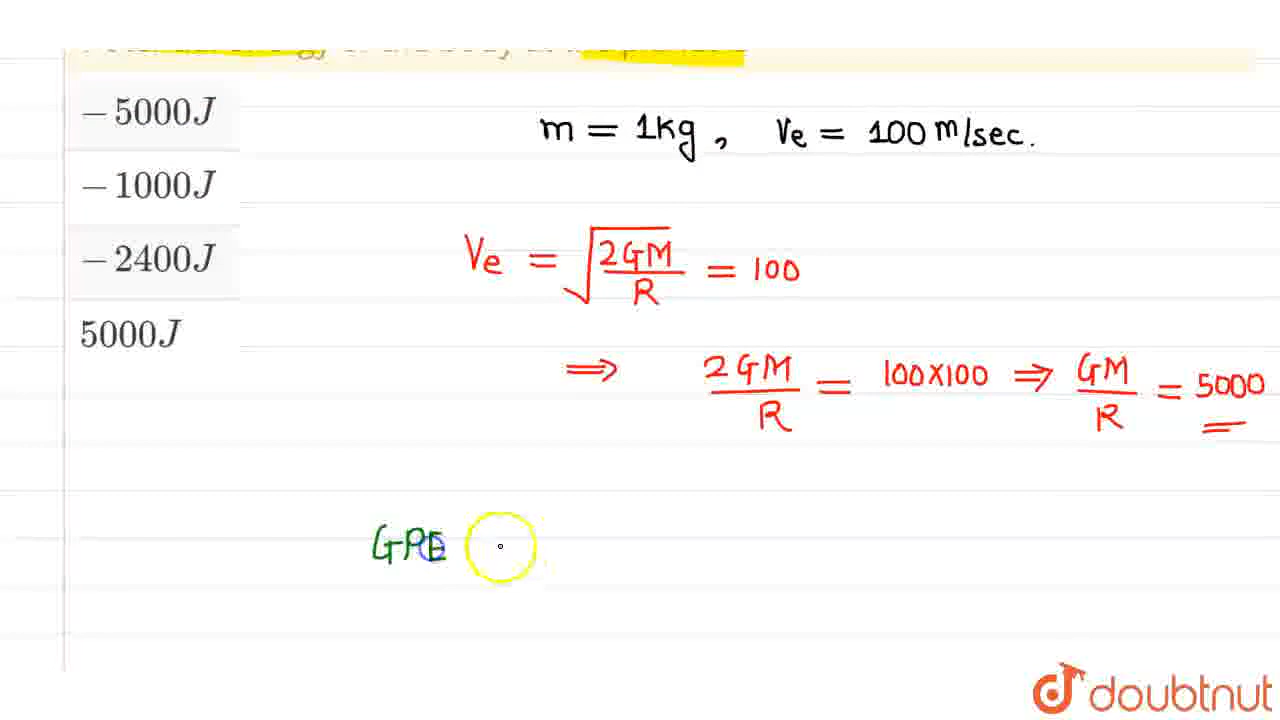 - 5000J
m = 1kg, Ve = 100 m/sec.
- 1000J
Ve = √(2GM/R) = 100
- 2400J
5000J
⇒ 2GM/R = 100×100 ⇒ GM/R = 5000
GPE
doubtnut